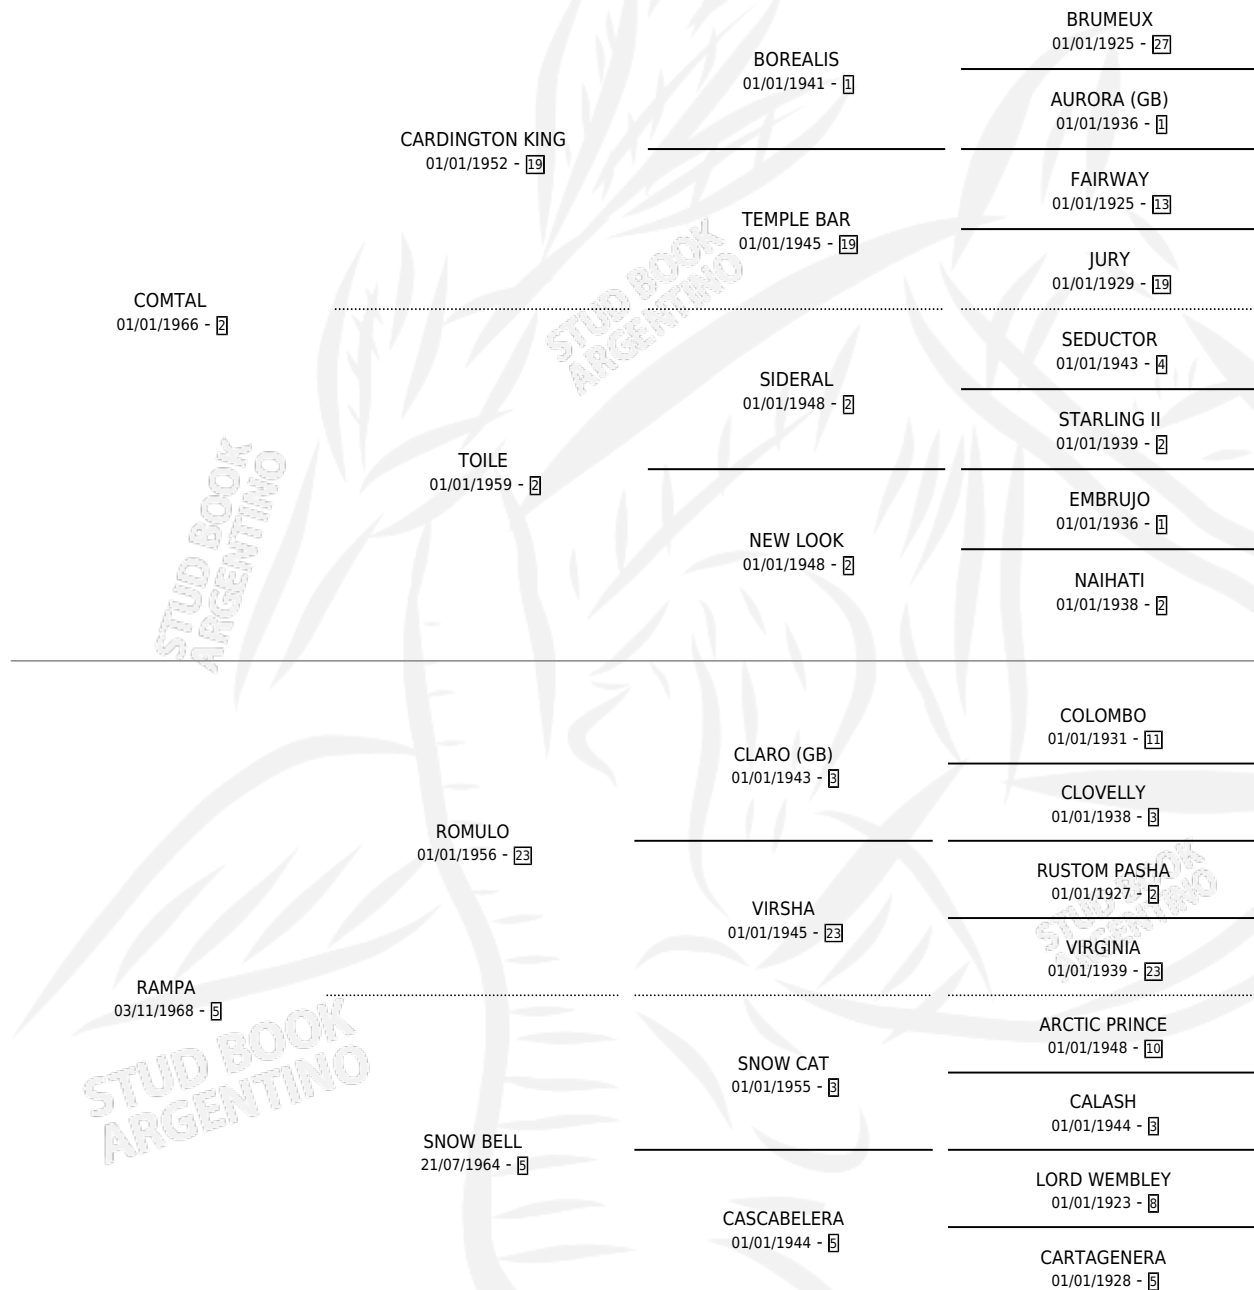 BRUMEUX
01/01/1925 - 27
BOREALIS
01/01/1941 - 1
AURORA (GB)
01/01/1936 - 1
CARDINGTON KING
01/01/1952 - 19
FAIRWAY
01/01/1925 - 13
TEMPLE BAR
01/01/1945 - 19
JURY
01/01/1929 - 19
COMTAL
01/01/1966 - 2
STUD BOOK
ARGENTINO
SEDUCTOR
01/01/1943 - 4
SIDERAL
01/01/1948 - 2
STARLING II
01/01/1939 - 2
TOILE
01/01/1959 - 2
EMBRUJO
01/01/1936 - 1
NEW LOOK
01/01/1948 - 2
NAIHATI
01/01/1938 - 2
STUD BOOK
ARGENTINO
COLOMBO
01/01/1931 - 11
CLARO (GB)
01/01/1943 - 3
CLOVELLY
01/01/1938 - 3
ROMULO
01/01/1956 - 23
RUSTOM PASHA
01/01/1927 - 2
VIRSHA
01/01/1945 - 23
STUD BOOK
ARGENTINO
VIRGINIA
01/01/1939 - 23
RAMPA
03/11/1968 - 5
ARCTIC PRINCE
01/01/1948 - 10
STUD BOOK
ARGENTINO
SNOW CAT
01/01/1955 - 3
CALASH
01/01/1944 - 3
SNOW BELL
21/07/1964 - 5
LORD WEMBLEY
01/01/1923 - 8
CASCABELERA
01/01/1944 - 5
CARTAGENERA
01/01/1928 - 5